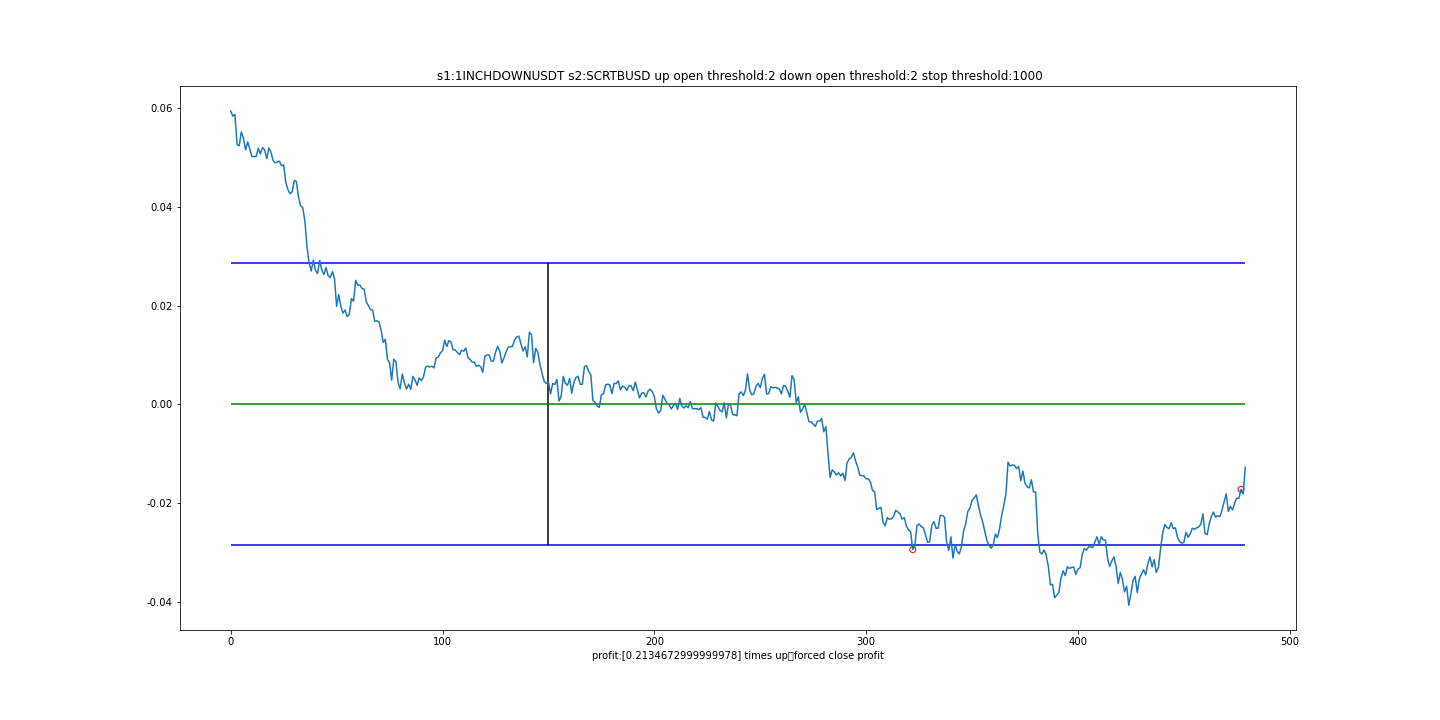 s1:1INCHDOWNUSDT s2:SCRTBUSD up open threshold:2 down open threshold:2 stop threshold:1000
0.06
0.04
0.02
0.00
-0.02
-0.04
0 100 200 300 400 500
profit:[0.2134672999999978] times up▯forced close profit